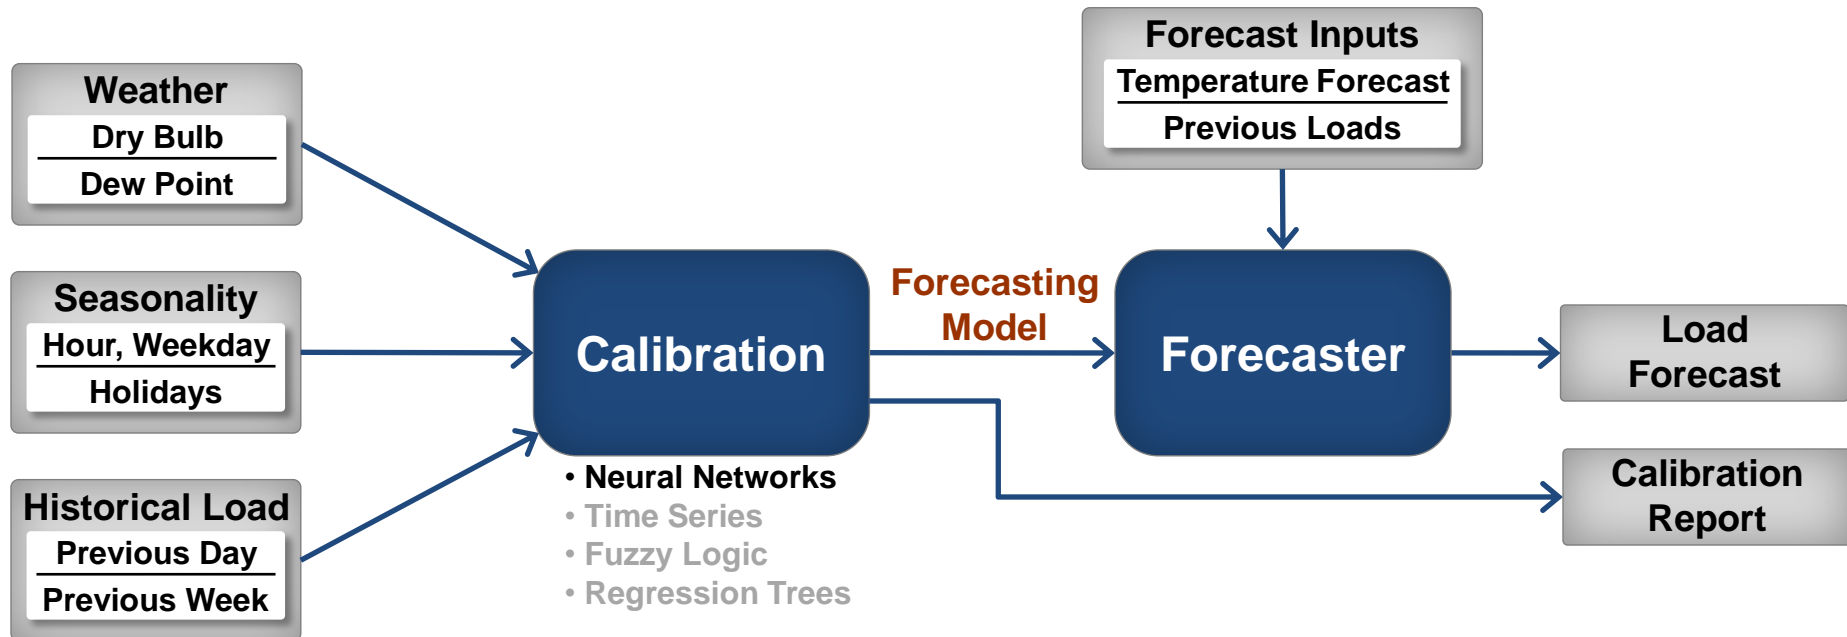 Weather
Dry Bulb
Dew Point
Seasonality
Hour, Weekday
Holidays
Historical Load
Previous Day
Previous Week
Calibration
• Neural Networks
• Time Series
• Fuzzy Logic
• Regression Trees
Forecasting
Model
Forecast Inputs
Temperature Forecast
Previous Loads
Forecaster
Load
Forecast
Calibration
Report